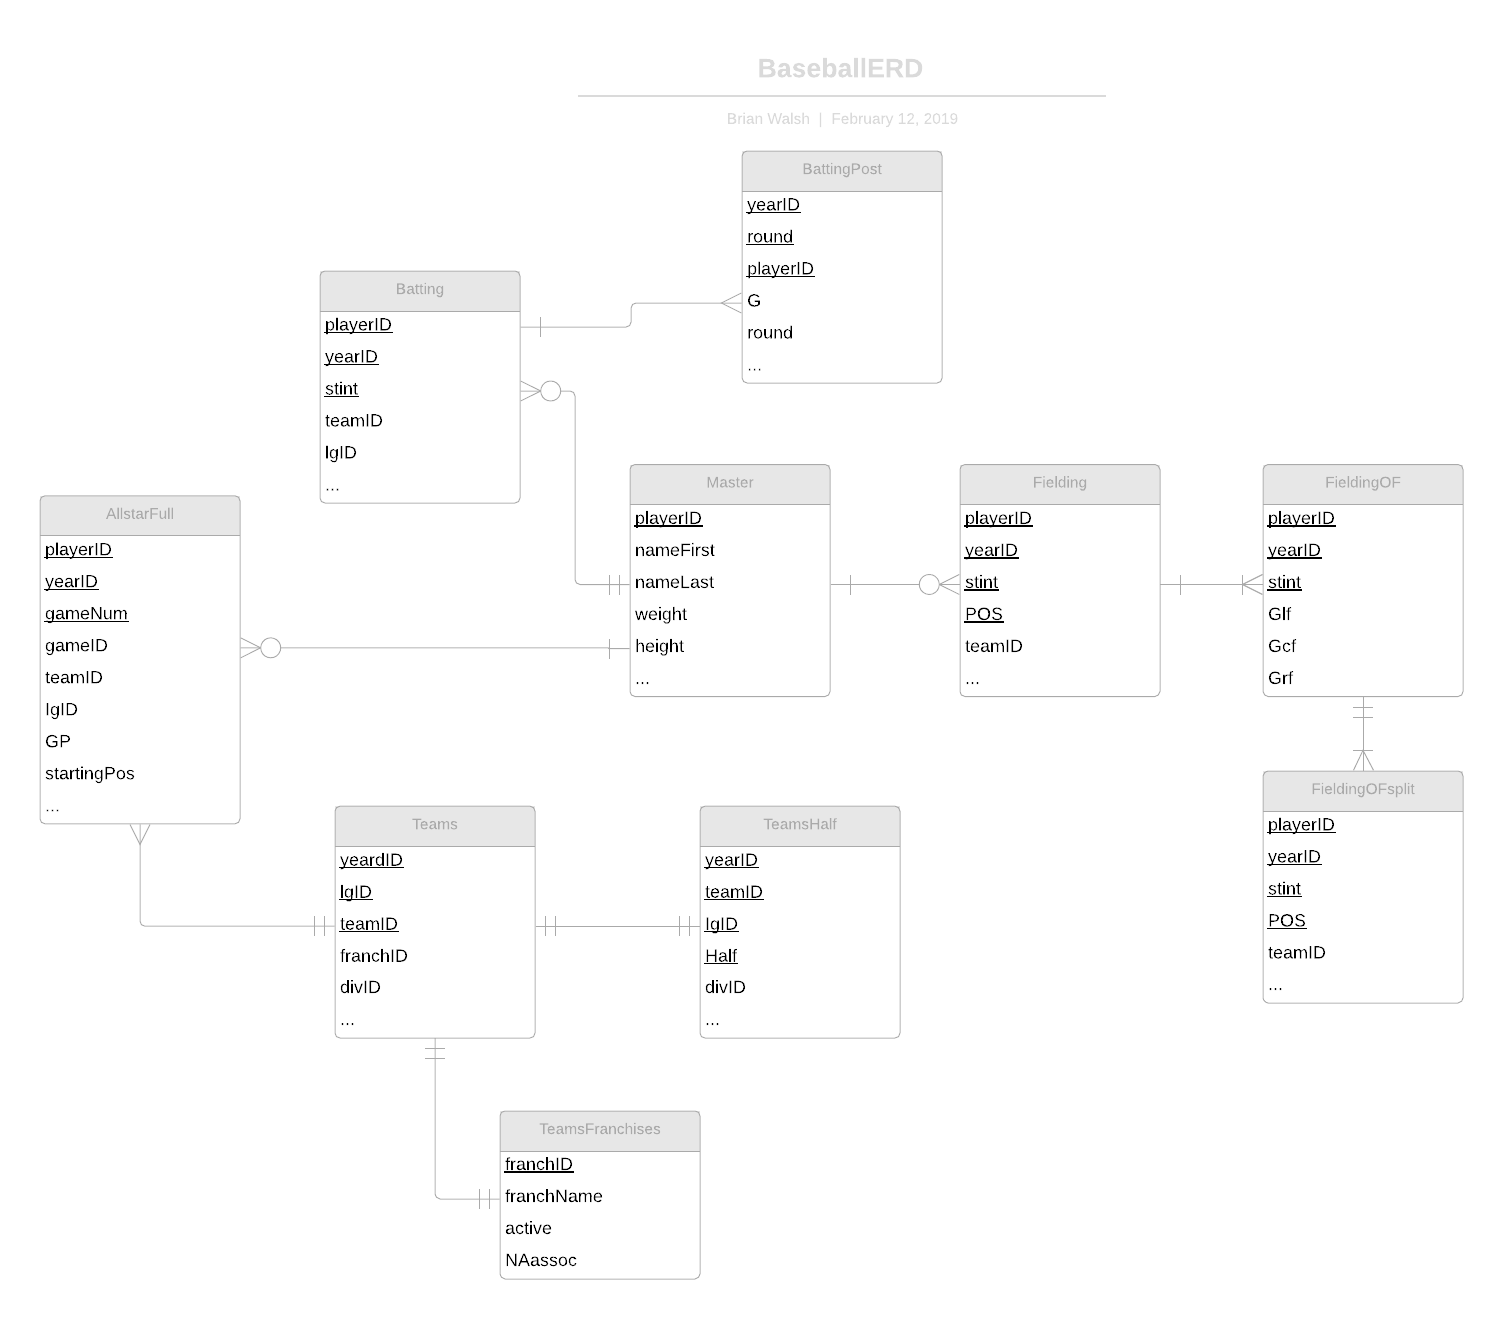 BaseballERD
Brian Walsh | February 12, 2019
BattingPost
yearID
round
playerID
G
round
...
Batting
playerID
yearID
stint
teamID
lgID
...
Master
playerID
nameFirst
nameLast
weight
height
...
Fielding
playerID
yearID
stint
POS
teamID
...
FieldingOF
playerID
yearID
stint
Glf
Gcf
Grf
AllstarFull
playerID
yearID
gameNum
gameID
teamID
lgID
GP
startingPos
...
FieldingOFsplit
playerID
yearID
stint
POS
teamID
...
Teams
yeardID
lgID
teamID
franchID
divID
...
TeamsHalf
yearID
teamID
lgID
Half
divID
...
TeamsFranchises
franchID
franchName
active
NAassoc